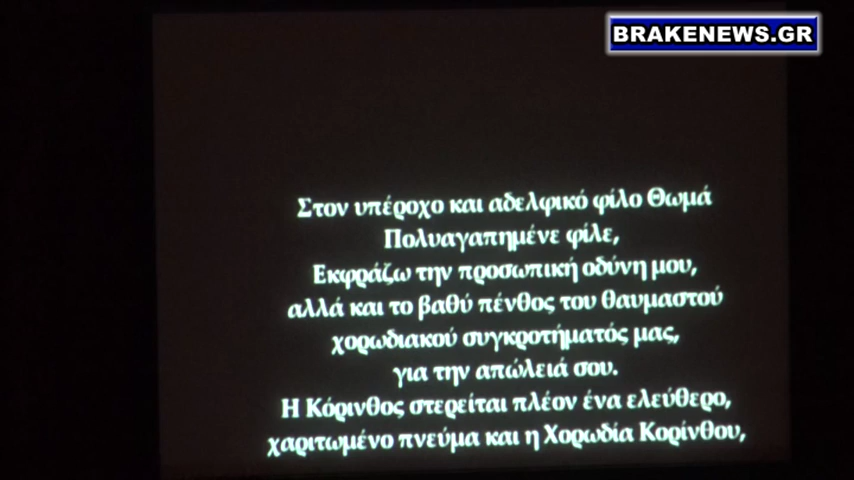 BRAKENEWS.GR
Στον υπέροχο και αδελφικό φίλο Θωμά
Πολυαγαπημένε φίλε,
Εκφράζω την προσωπική οδύνη μου,
αλλά και το βαθύ πένθος του θαυμαστού
χορωδιακού συγκροτήματός μας,
για την απώλειά σου.
Η Κόρινθος στερείται πλέον ένα ελεύθερο,
χαριτωμένο πνεύμα και η Χορωδία Κορίνθου,